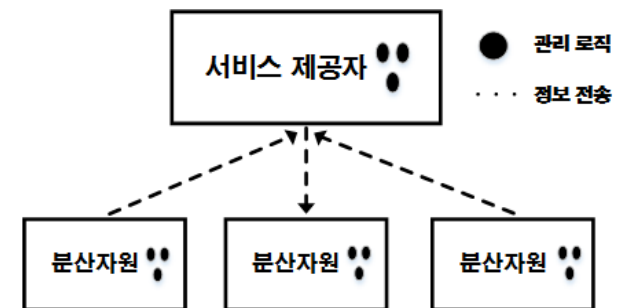 서비스 제공자
관리 로직
정보 전송
분산자원
분산자원
분산자원